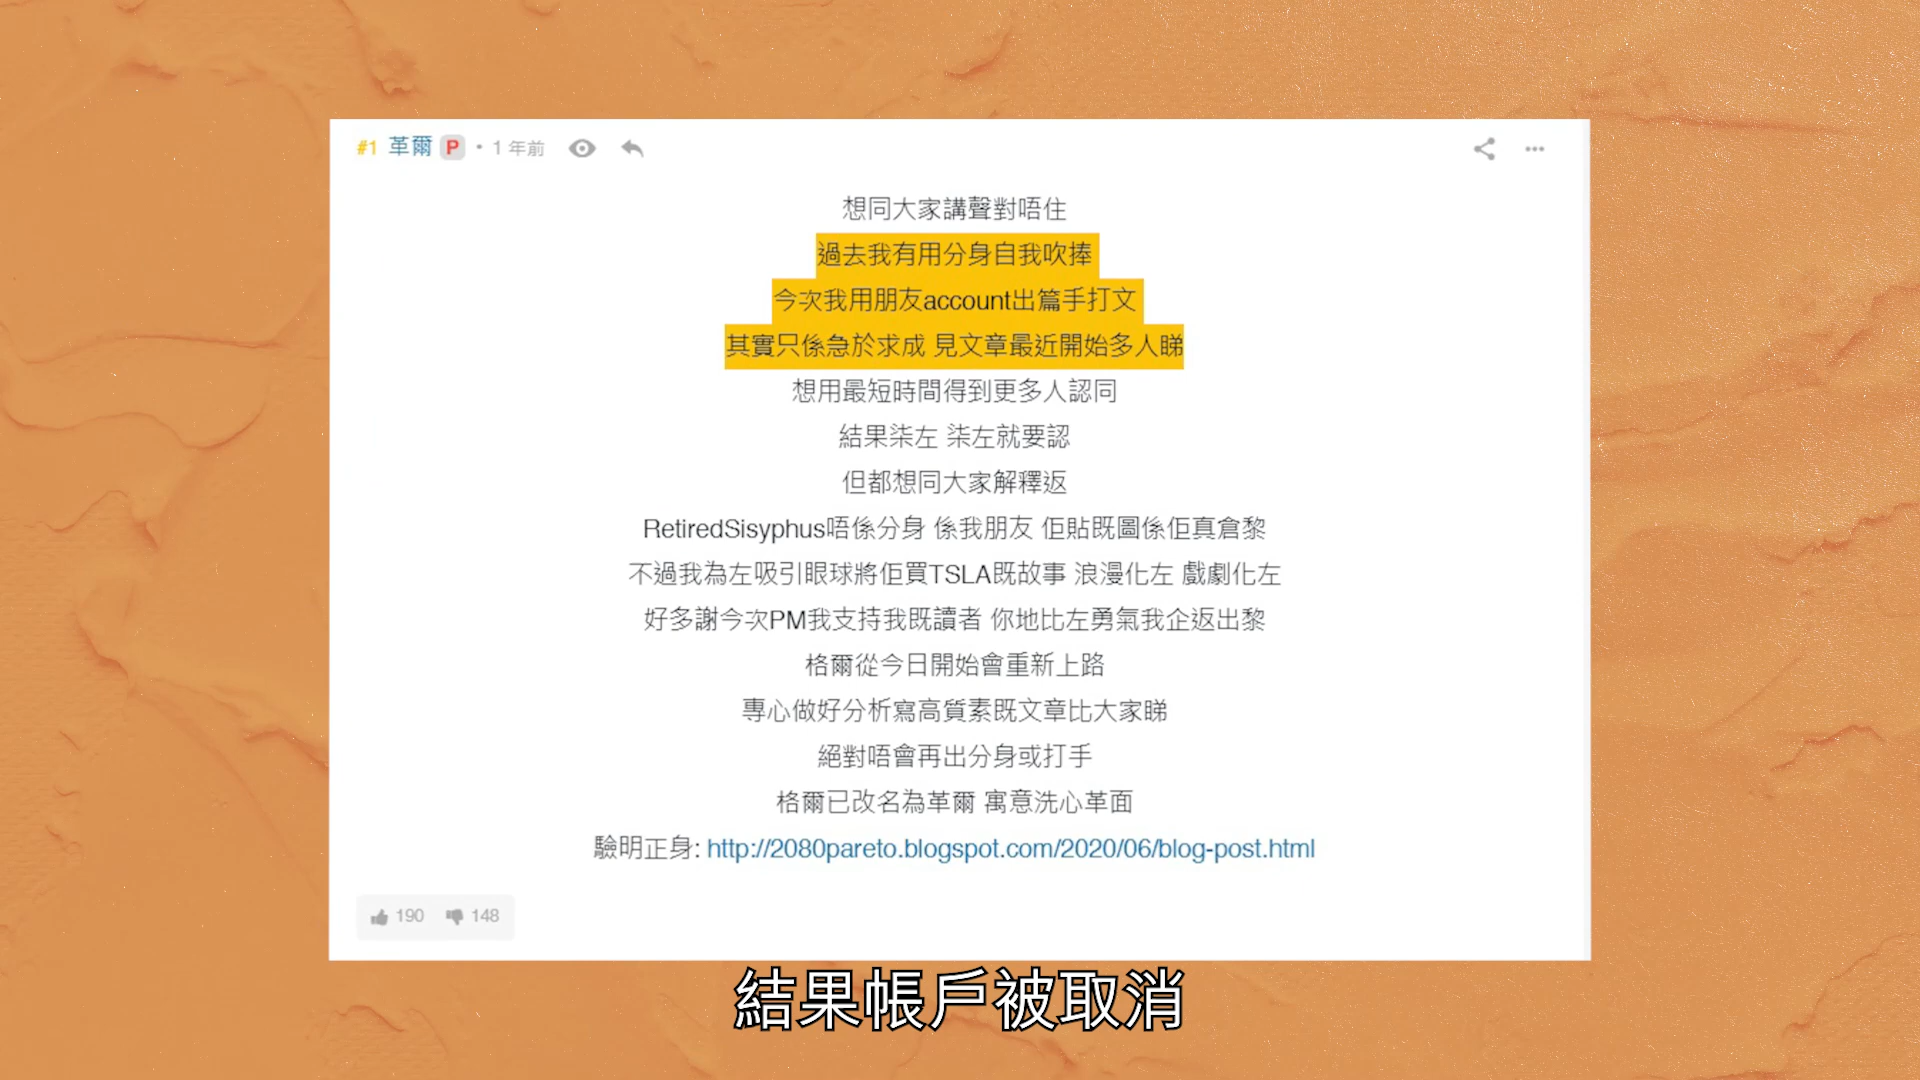 #1 革爾 P • 1 年前
想同大家講聲對唔住
過去我有用分身自我吹捧
今次我用朋友account出篇手打文
其實只係急於求成 見文章最近開始多人睇
想用最短時間得到更多人認同
結果柒左 柒左就要認
但都想同大家解釋返
RetiredSisyphus唔係分身 係我朋友 佢貼既圖係佢真倉黎
不過我為左吸引眼球將佢買TSLA既故事 浪漫化左 戲劇化左
好多謝今次PM我支持我既讀者 你地比左勇氣我企返出黎
格爾從今日開始會重新上路
專心做好分析寫高質素既文章比大家睇
絕對唔會再出分身或打手
格爾已改名為革爾 寓意洗心革面
驗明正身: http://2080pareto.blogspot.com/2020/06/blog-post.html
190 148
結果帳戶被取消